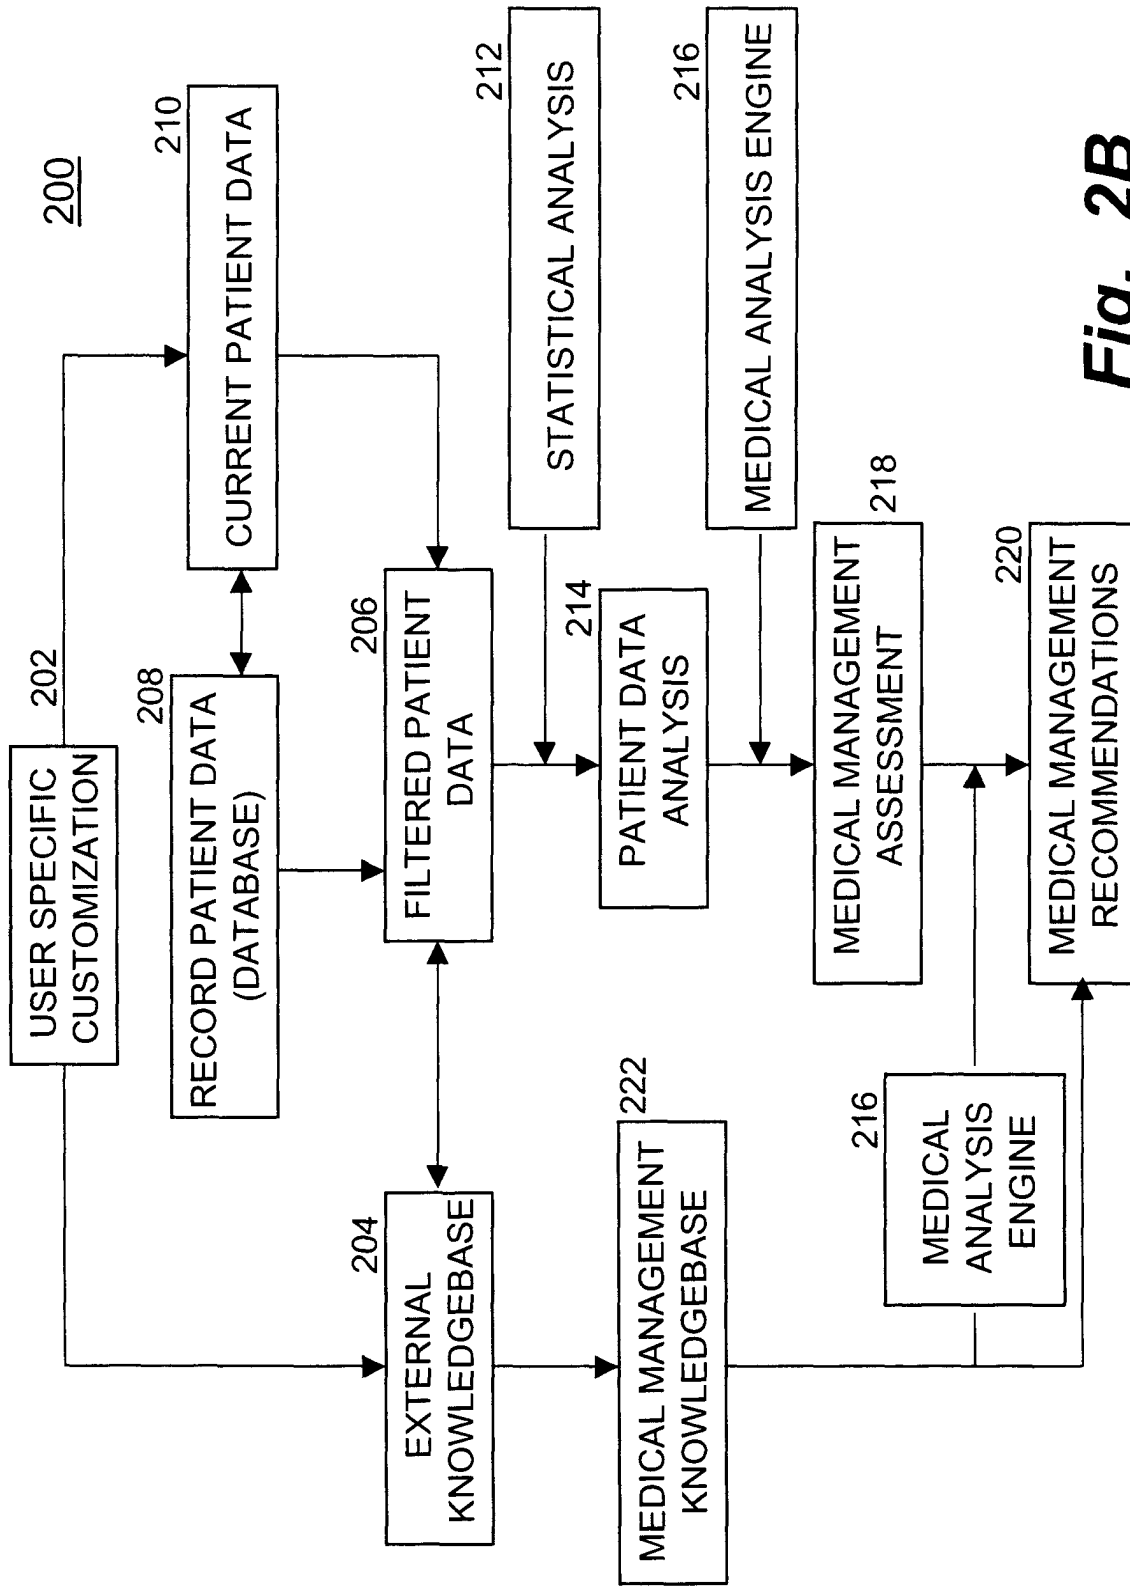 200
USER SPECIFIC
CUSTOMIZATION
202
RECORD PATIENT DATA
(DATABASE)
208
CURRENT PATIENT DATA
210
EXTERNAL
KNOWLEDGEBASE
204
FILTERED PATIENT
DATA
206
STATISTICAL ANALYSIS
212
MEDICAL MANAGEMENT
KNOWLEDGEBASE
222
PATIENT DATA
ANALYSIS
214
MEDICAL ANALYSIS ENGINE
216
MEDICAL MANAGEMENT
ASSESSMENT
218
MEDICAL
ANALYSIS
ENGINE
216
MEDICAL MANAGEMENT
RECOMMENDATIONS
220
Fig. 2B